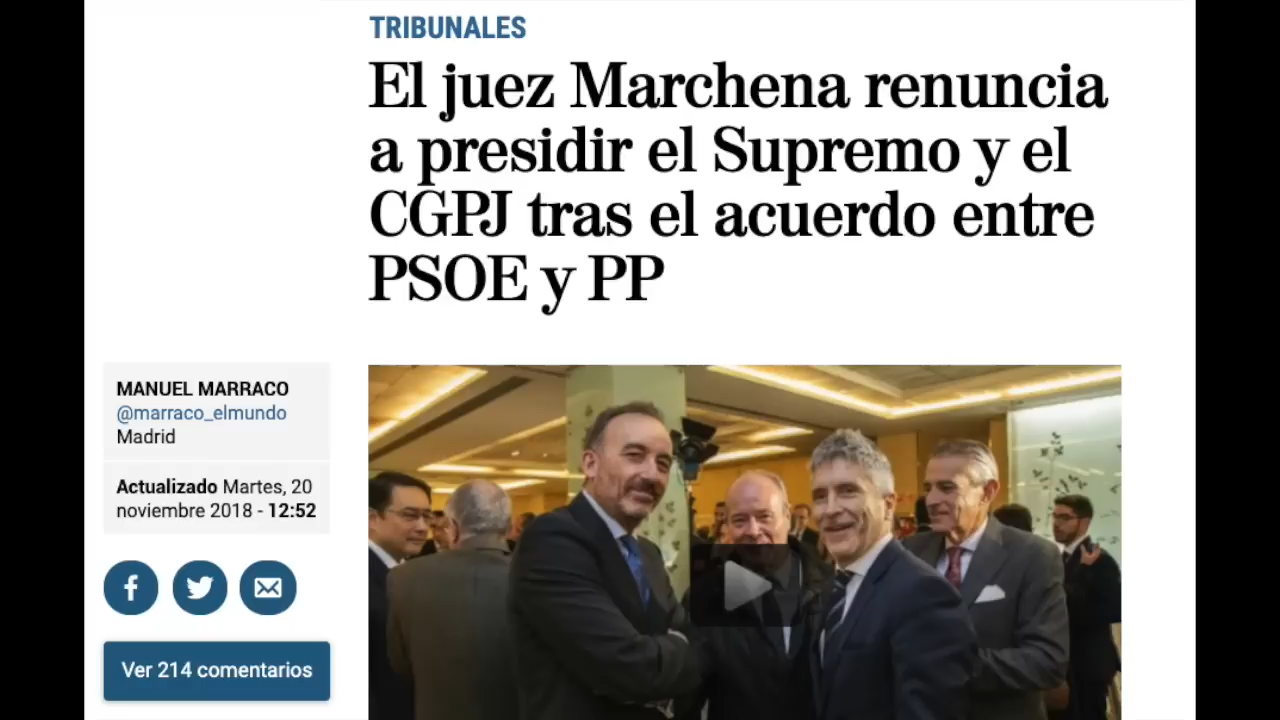 TRIBUNALES
El juez Marchena renuncia
a presidir el Supremo y el
CGPJ tras el acuerdo entre
PSOE y PP
MANUEL MARRACO
@marraco_elmundo
Madrid
Actualizado Martes, 20
noviembre 2018 - 12:52
Ver 214 comentarios